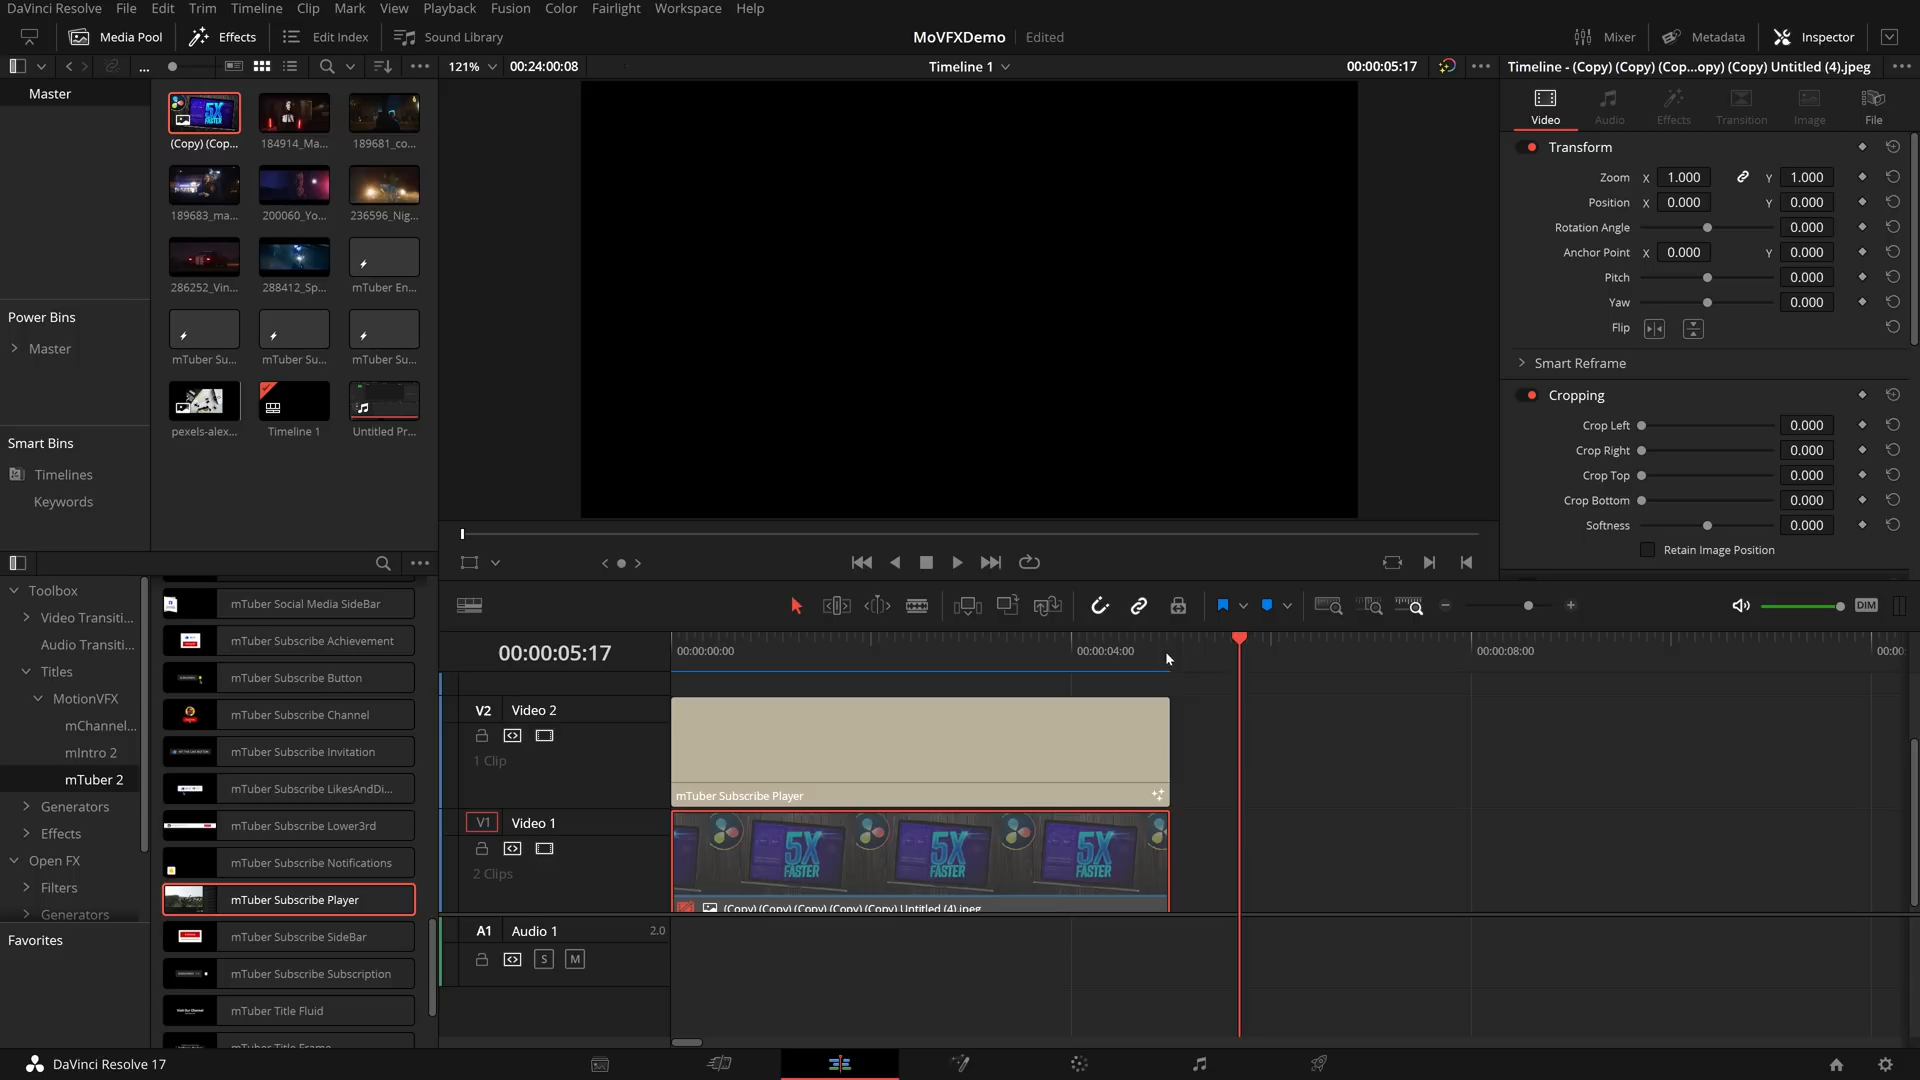 DaVinci Resolve File Edit Trim Timeline Clip Mark View Playback Fusion Color Fairlight Workspace Help
Media Pool Effects Edit Index Sound Library MoVFXDemo Edited Mixer Metadata Inspector
... 121% 00:24:00:08 Timeline 1 00:00:05:17 Timeline - (Copy) (Copy) (Cop...opy) (Copy) Untitled (4).jpeg
Master
5X FASTER
(Copy) (Cop... 184914_Ma... 189681_co...
189683_ma... 200060_Yo... 236596_Nig...
286252_Vin... 288412_Sp... mTuber En...
mTuber Su... mTuber Su... mTuber Su...
pexels-alex... Timeline 1 Untitled Pr...
Power Bins
Master
Smart Bins
Timelines
Keywords
Video Audio Effects Transition Image File
Transform
Zoom X 1.000 Y 1.000
Position X 0.000 Y 0.000
Rotation Angle 0.000
Anchor Point X 0.000 Y 0.000
Pitch 0.000
Yaw 0.000
Flip
Smart Reframe
Cropping
Crop Left 0.000
Crop Right 0.000
Crop Top 0.000
Crop Bottom 0.000
Softness 0.000
Retain Image Position
Toolbox
Video Transiti...
Audio Transiti...
Titles
MotionVFX
mChannel...
mIntro 2
mTuber 2
Generators
Effects
Open FX
Filters
Generators
Favorites
mTuber Social Media SideBar
mTuber Subscribe Achievement
mTuber Subscribe Button
mTuber Subscribe Channel
mTuber Subscribe Invitation
mTuber Subscribe LikesAndDi...
mTuber Subscribe Lower3rd
mTuber Subscribe Notifications
mTuber Subscribe Player
mTuber Subscribe SideBar
mTuber Subscribe Subscription
mTuber Title Fluid
mTuber Title Frame
DIM
00:00:05:17 00:00:00:00 00:00:04:00 00:00:08:00 00:00
V2 Video 2
1 Clip
mTuber Subscribe Player
V1 Video 1
2 Clips
5X FASTER 5X FASTER 5X FASTER
(Copy) (Copy) (Copy) (Copy) (Copy) Untitled (4).jpeg
A1 Audio 1 2.0
S M
DaVinci Resolve 17